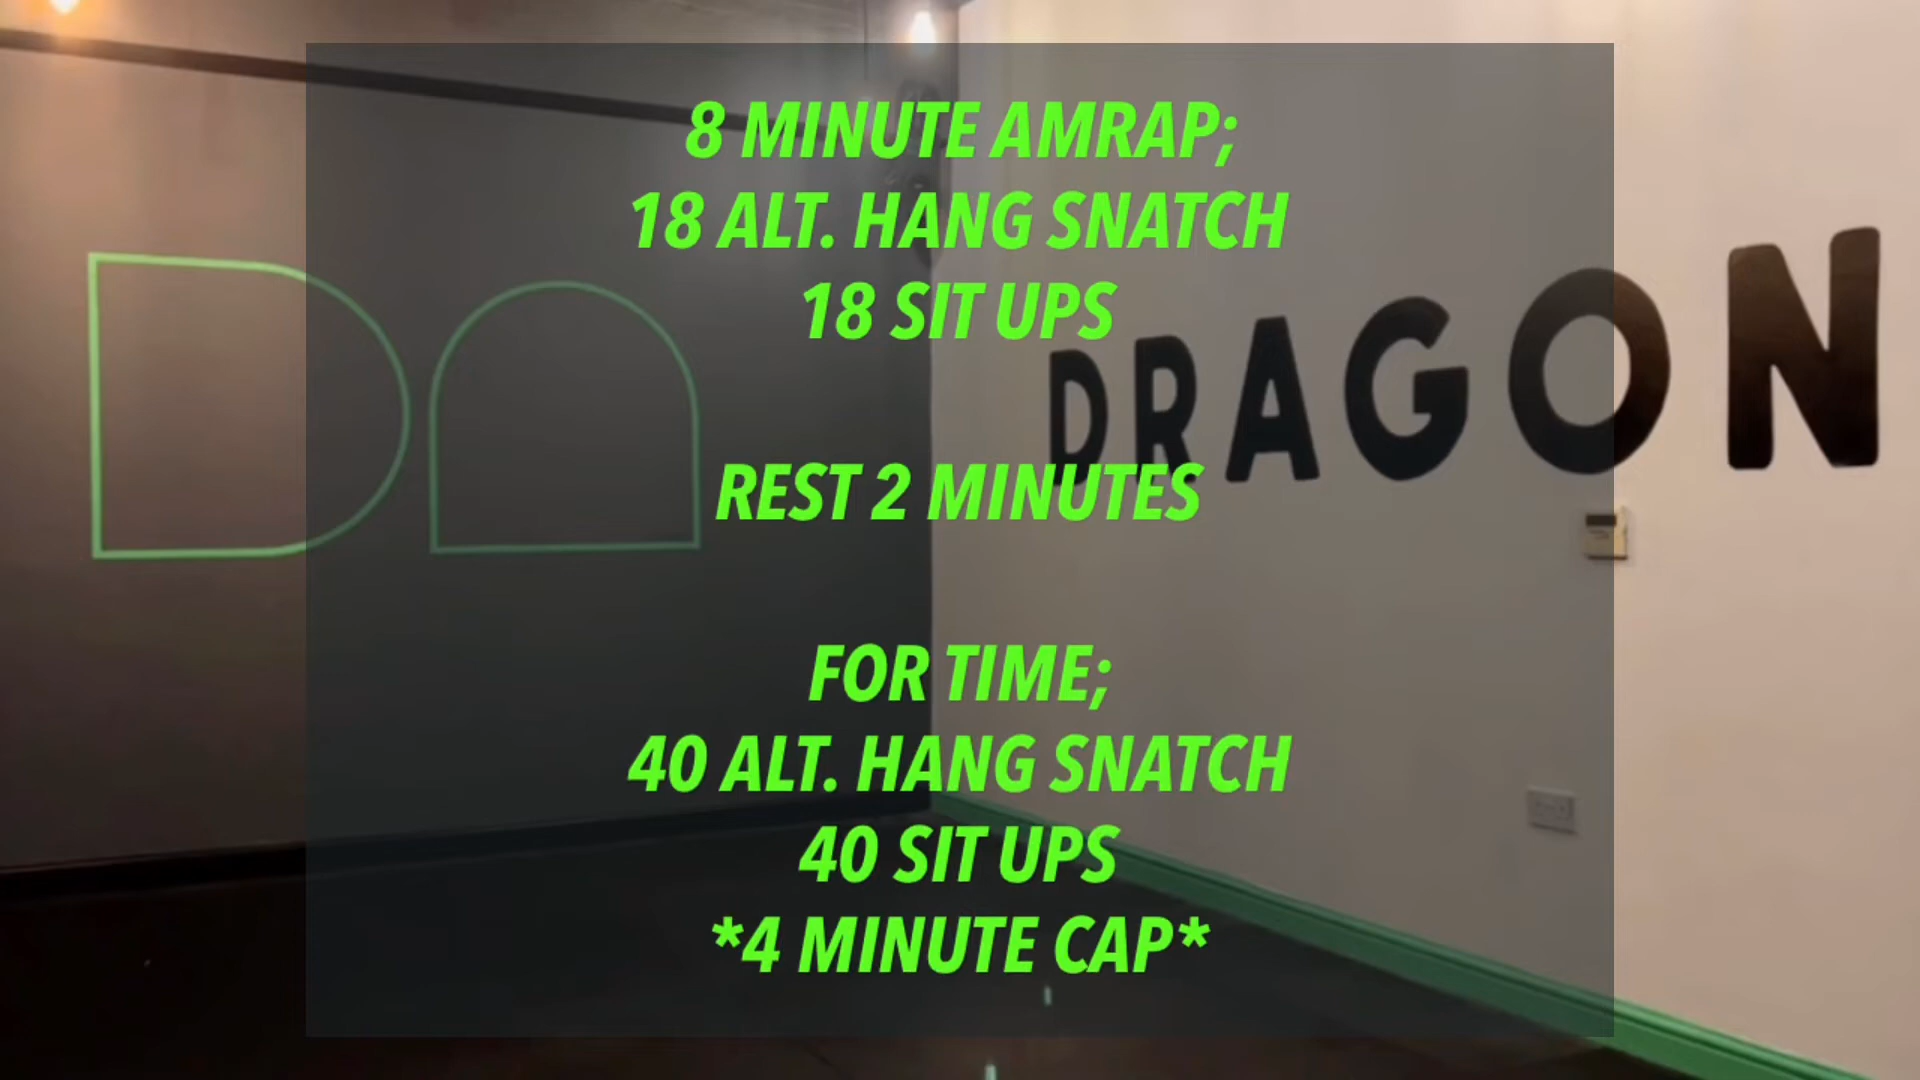 8 MINUTE AMRAP;
18 ALT. HANG SNATCH
18 SIT UPS
DRAGON
REST 2 MINUTES
FOR TIME;
40 ALT. HANG SNATCH
40 SIT UPS
*4 MINUTE CAP*